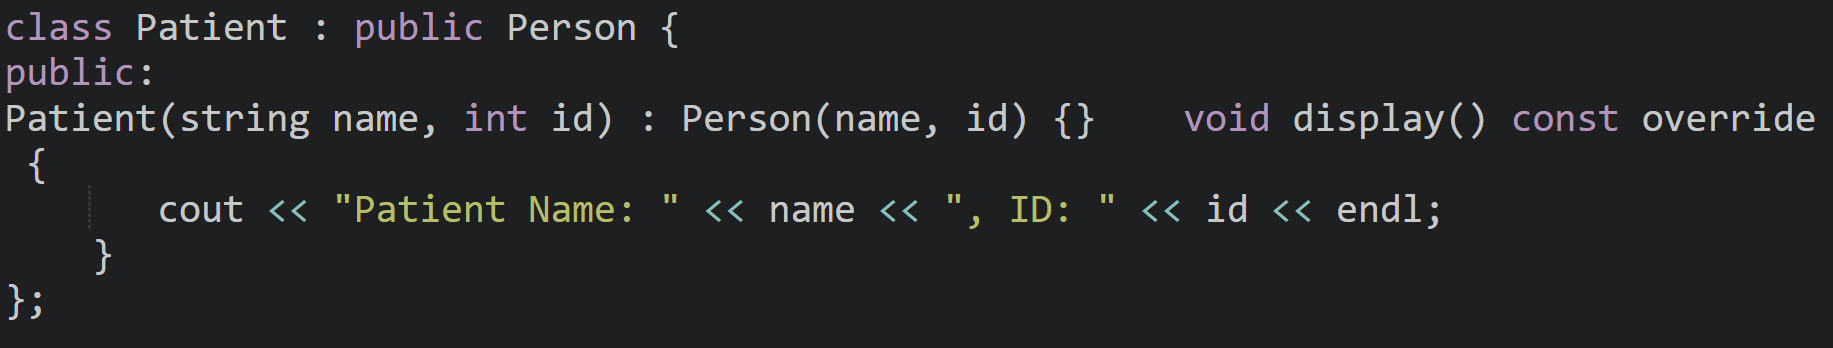 class Patient : public Person {
public:
Patient(string name, int id) : Person(name, id) {}    void display() const override
 {
       cout << "Patient Name: " << name << ", ID: " << id << endl;
    }
};